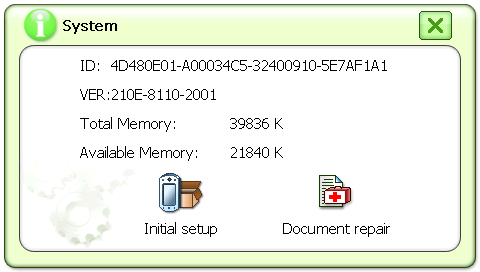 System
ID: 4D480E01-A00034C5-32400910-5E7AF1A1
VER:210E-8110-2001
Total Memory: 39836 K
Available Memory: 21840 K
Initial setup Document repair